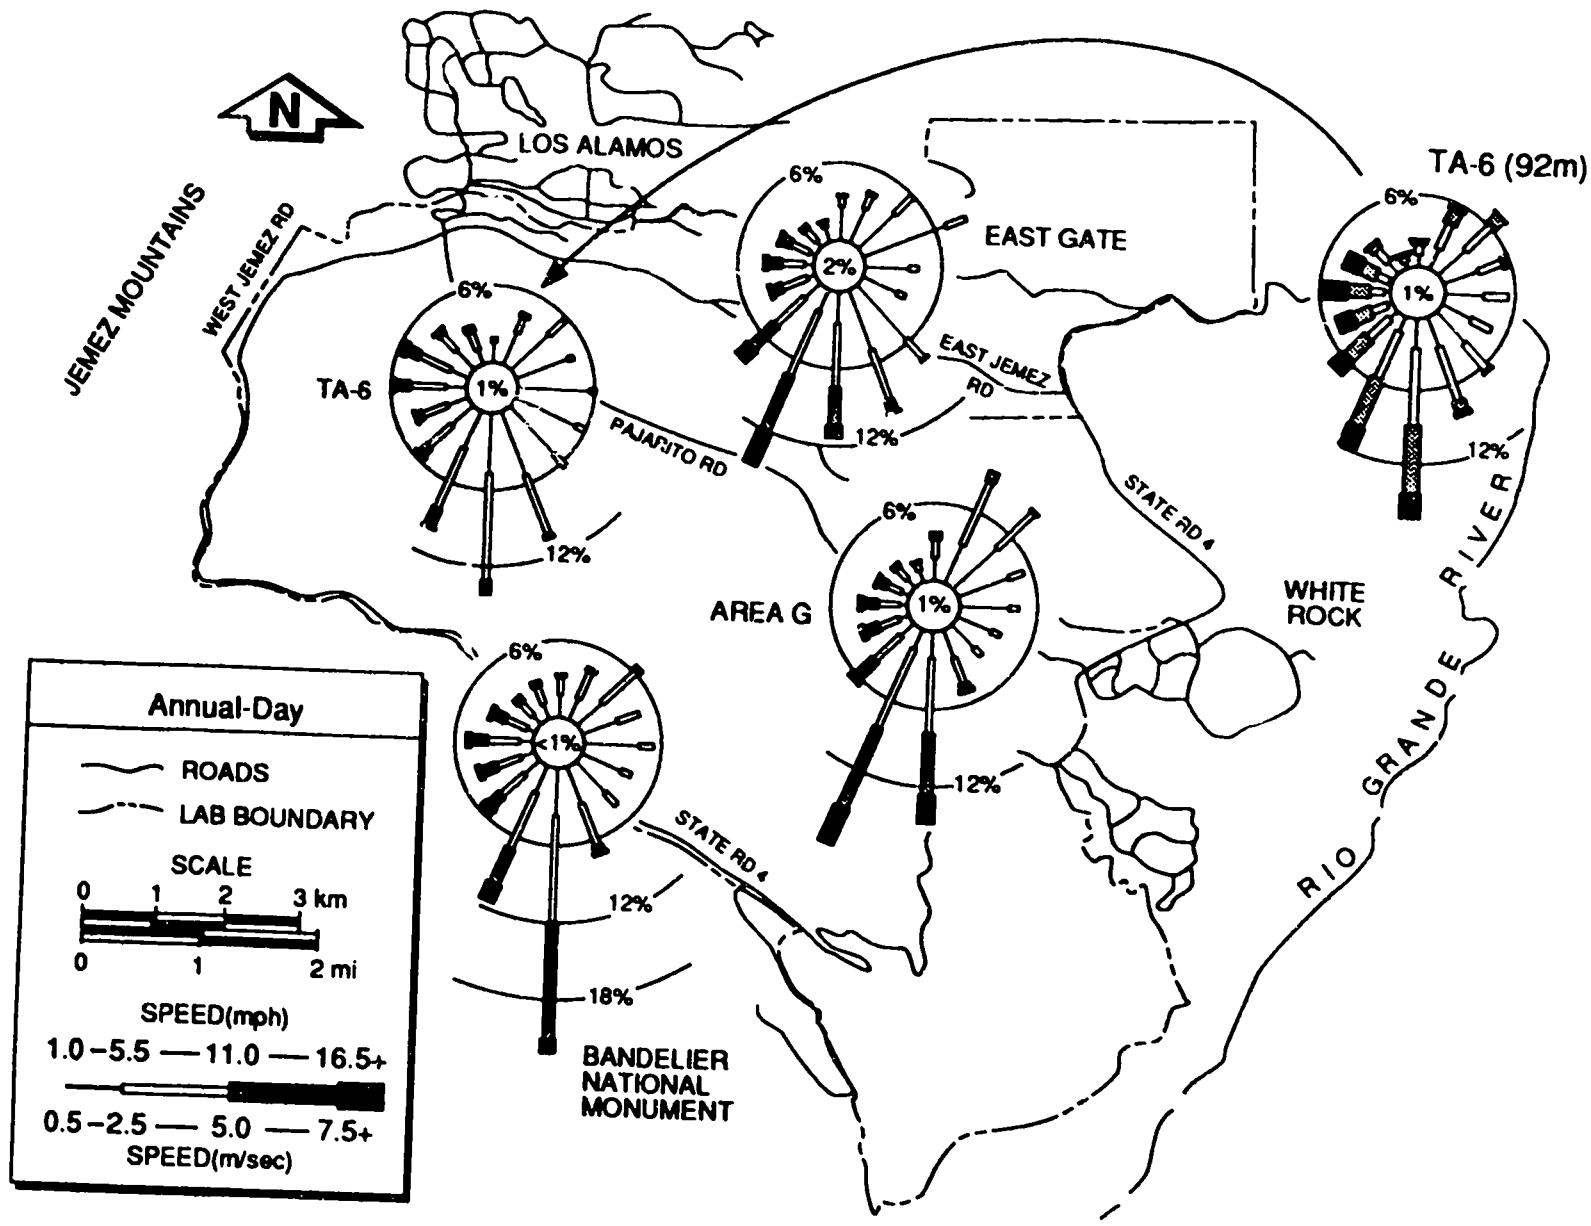 N
LOS ALAMOS
JEMEZ MOUNTAINS
WEST JEMEZ RD
6%
2%
12%
EAST GATE
TA-6 (92m)
6%
1%
12%
TA-6
6%
1%
12%
PAJARITO RD
EAST JEMEZ
RD
STATE RD 4
AREA G
6%
1%
12%
WHITE
ROCK
RIO GRANDE RIVER
6%
<1%
12%
18%
STATE RD 4
BANDELIER
NATIONAL
MONUMENT
Annual-Day
ROADS
LAB BOUNDARY
SCALE
0 1 2 3 km
0 1 2 mi
SPEED(mph)
1.0–5.5 — 11.0 — 16.5+
0.5–2.5 — 5.0 — 7.5+
SPEED(m/sec)